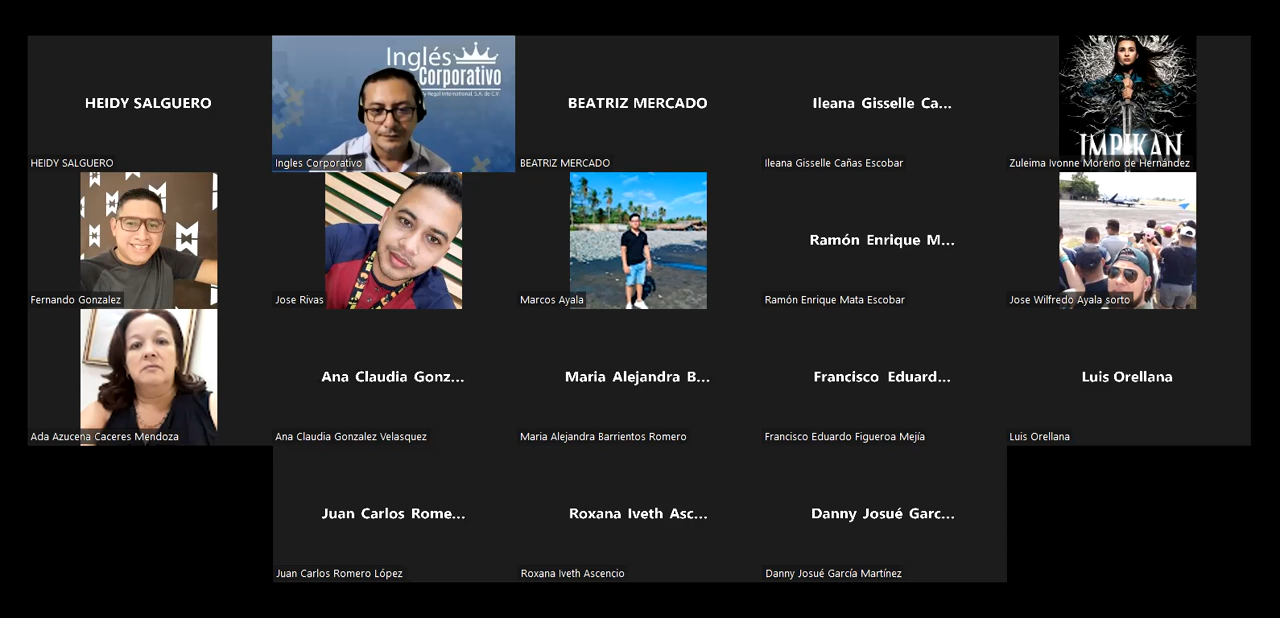 HEIDY SALGUERO
HEIDY SALGUERO
Inglés
Corporativo
Regal International, S.A. de C.V.
Ingles Corporativo
BEATRIZ MERCADO
BEATRIZ MERCADO
Ileana Gisselle Ca...
Ileana Gisselle Cañas Escobar
IMPIKAN
Zuleima Ivonne Moreno de Hernández
Fernando Gonzalez
Jose Rivas
Marcos Ayala
Ramón Enrique M...
Ramón Enrique Mata Escobar
Jose Wilfredo Ayala sorto
Ada Azucena Caceres Mendoza
Ana Claudia Gonz...
Ana Claudia Gonzalez Velasquez
Maria Alejandra B...
Maria Alejandra Barrientos Romero
Francisco Eduard...
Francisco Eduardo Figueroa Mejía
Luis Orellana
Luis Orellana
Juan Carlos Rome...
Juan Carlos Romero López
Roxana Iveth Asc...
Roxana Iveth Ascencio
Danny Josué Garc...
Danny Josué García Martínez